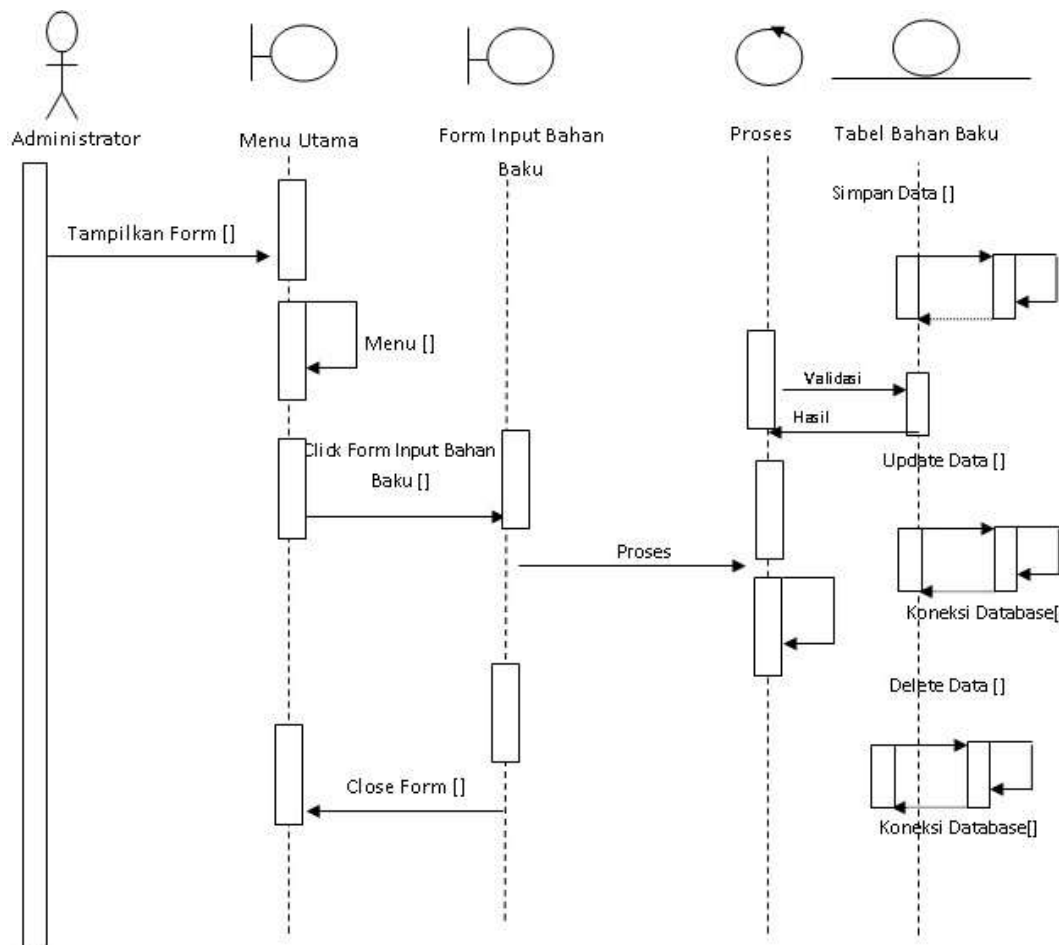 Administrator
Menu Utama
Form Input Bahan
Baku
Proses
Tabel Bahan Baku
Simpan Data []
Tampilkan Form []
Menu []
Validasi
Hasil
Click Form Input Bahan
Baku []
Update Data []
Proses
Koneksi Database[
Delete Data []
Close Form []
Koneksi Database[]